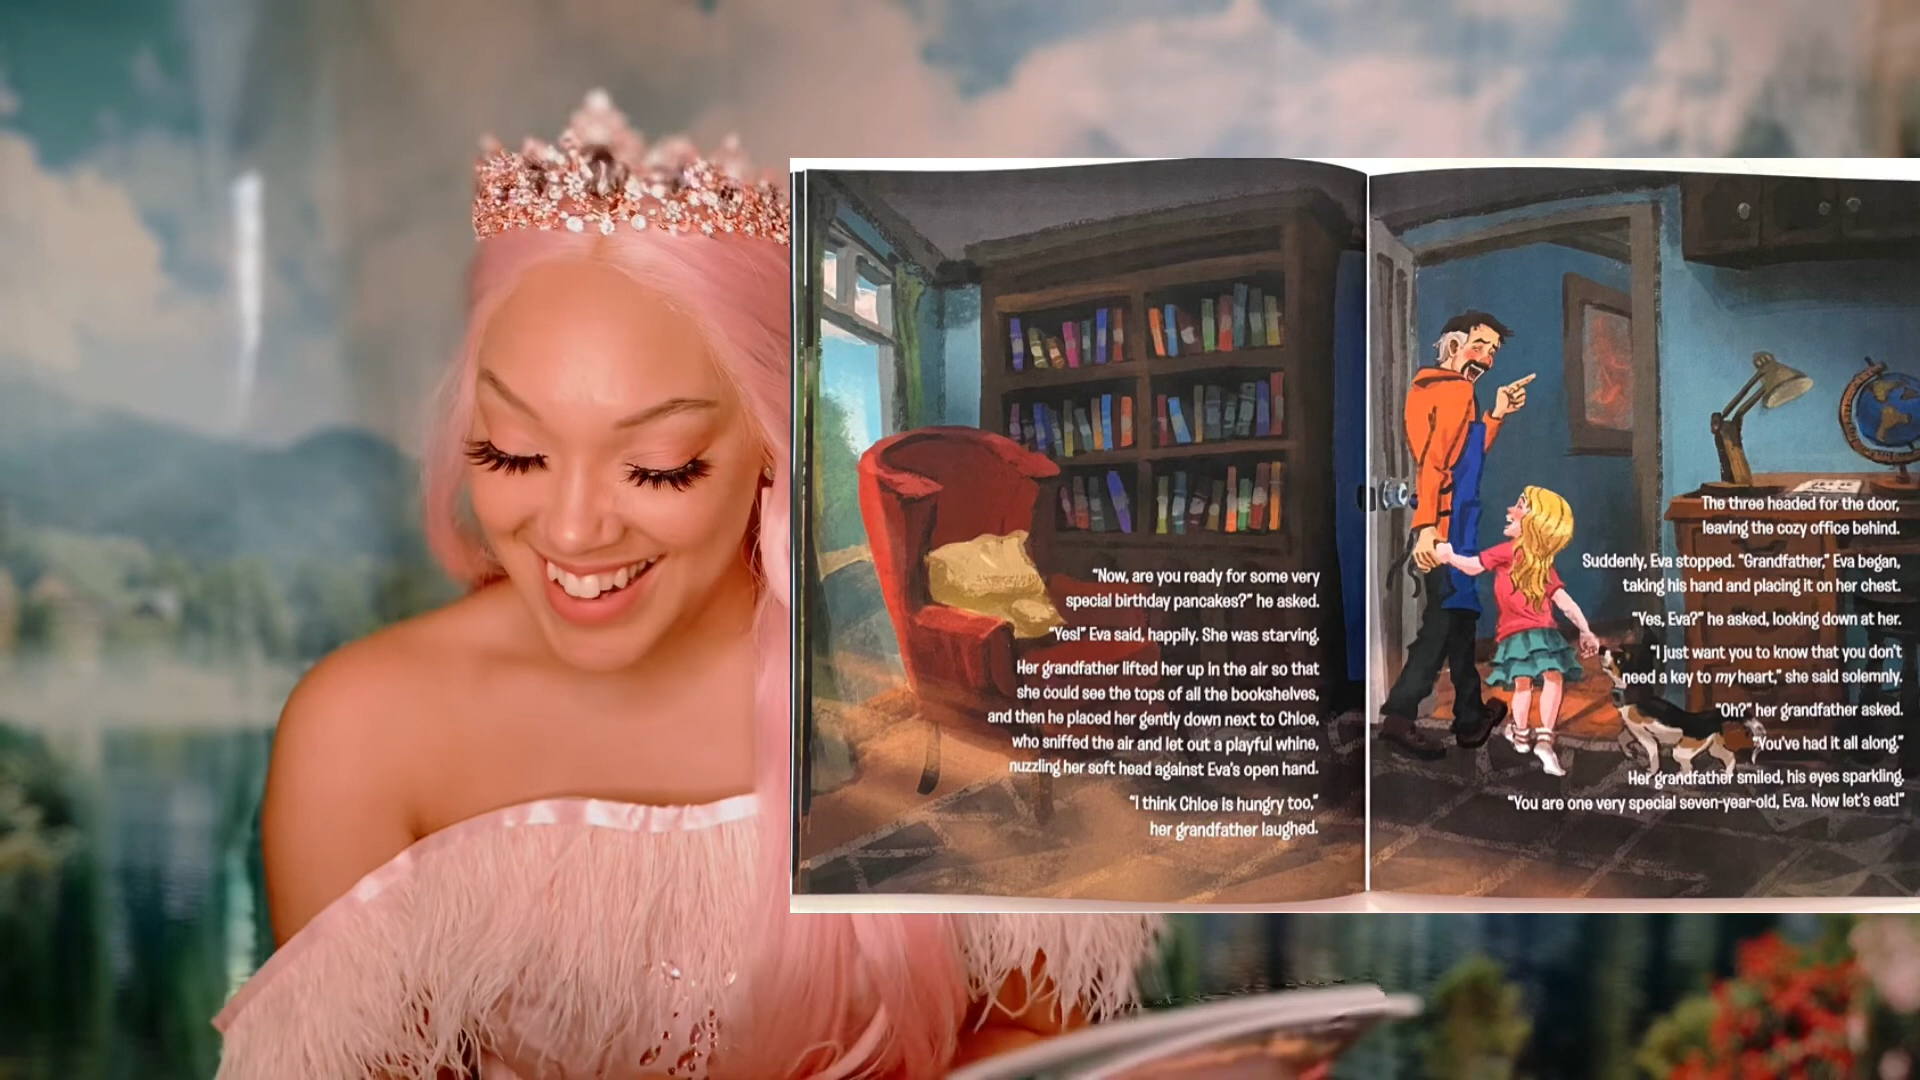 "Now, are you ready for some very
special birthday pancakes?" he asked.
"Yes!" Eva said, happily. She was starving.
Her grandfather lifted her up in the air so that
she could see the tops of all the bookshelves,
and then he placed her gently down next to Chloe,
who sniffed the air and let out a playful whine,
nuzzling her soft head against Eva's open hand.
"I think Chloe is hungry too,"
her grandfather laughed.
The three headed for the door,
leaving the cozy office behind.
Suddenly, Eva stopped. "Grandfather," Eva began,
taking his hand and placing it on her chest.
"Yes, Eva?" he asked, looking down at her.
"I just want you to know that you don't
need a key to my heart," she said solemnly.
"Oh?" her grandfather asked.
"You've had it all along."
Her grandfather smiled, his eyes sparkling.
"You are one very special seven-year-old, Eva. Now let's eat!"